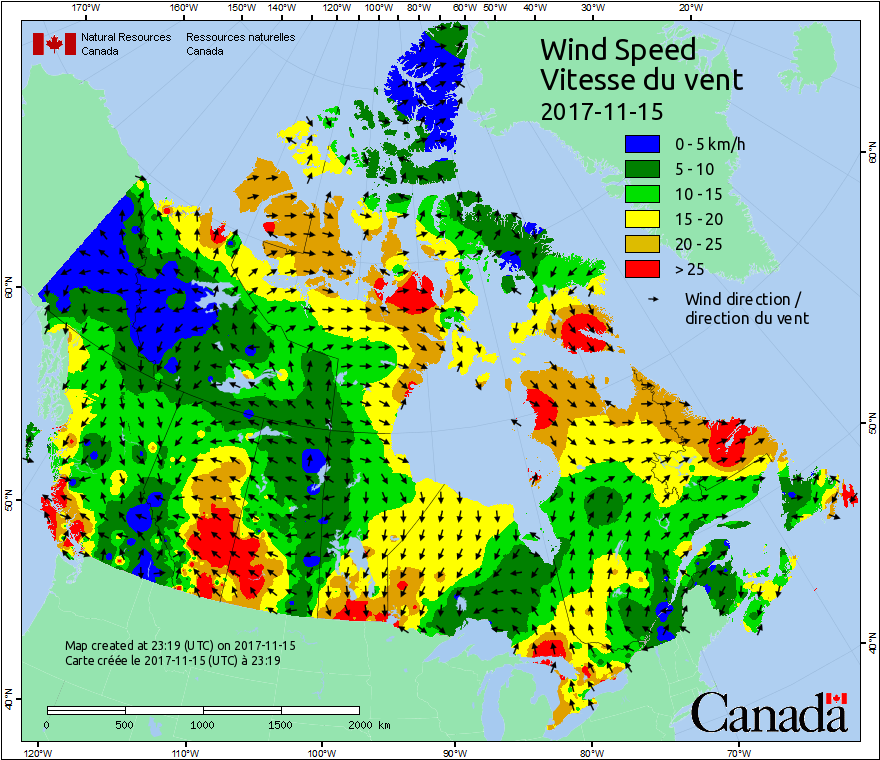 170°W 160°W 150°W 140°W 130°W 120°W 110°W 100°W 90°W 80°W 70°W 60°W 50°W 40°W 30°W 20°W
Natural Resources Ressources naturelles
Canada Canada
Wind Speed
Vitesse du vent
2017-11-15
0 - 5 km/h
5 - 10
10 - 15
15 - 20
20 - 25
> 25
Wind direction /
direction du vent
60°N 60°N
50°N 50°N
40°N 40°N
Map created at 23:19 (UTC) on 2017-11-15
Carte créée le 2017-11-15 (UTC) à 23:19
0 500 1000 1500 2000 km
Canada
120°W 110°W 100°W 90°W 80°W 70°W